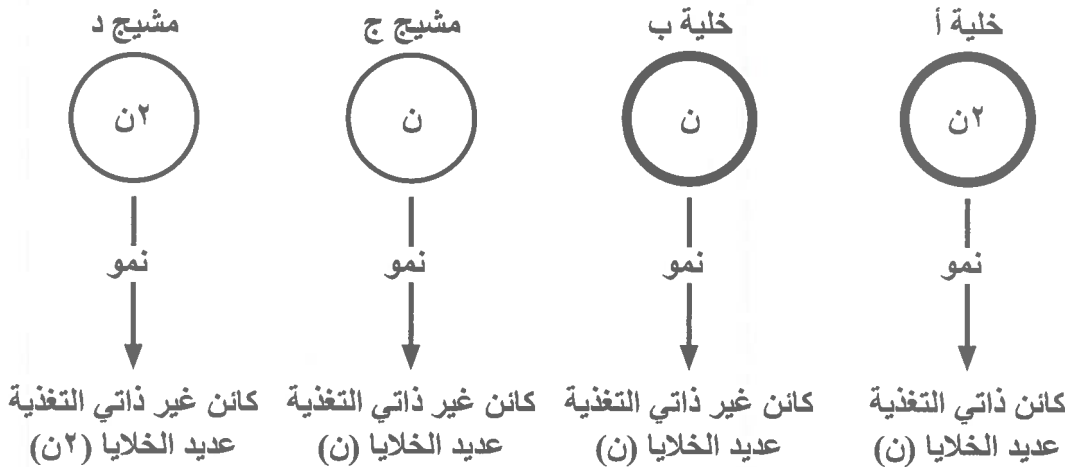 خلية أ
٢ن
نمو
كائن ذاتي التغذية
عديد الخلايا (ن)
خلية ب
ن
نمو
كائن غير ذاتي التغذية
عديد الخلايا (ن)
مشيج ج
ن
نمو
كائن غير ذاتي التغذية
عديد الخلايا (ن)
مشيج د
٢ن
نمو
كائن غير ذاتي التغذية
عديد الخلايا (٢ن)